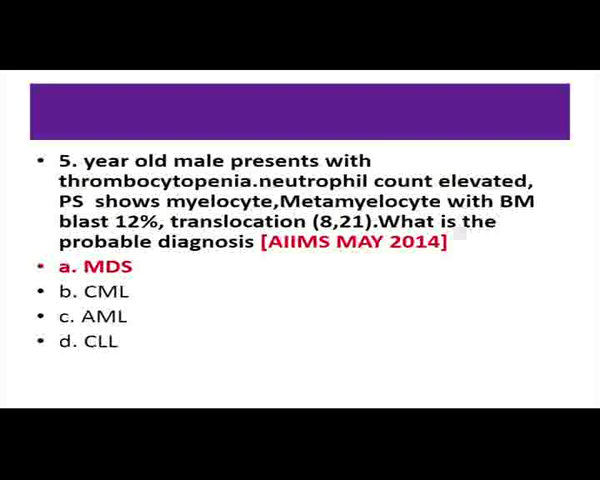 • 5. year old male presents with
thrombocytopenia.neutrophil count elevated,
PS shows myelocyte,Metamyelocyte with BM
blast 12%, translocation (8,21).What is the
probable diagnosis [AIIMS MAY 2014]
• a. MDS
• b. CML
• c. AML
• d. CLL